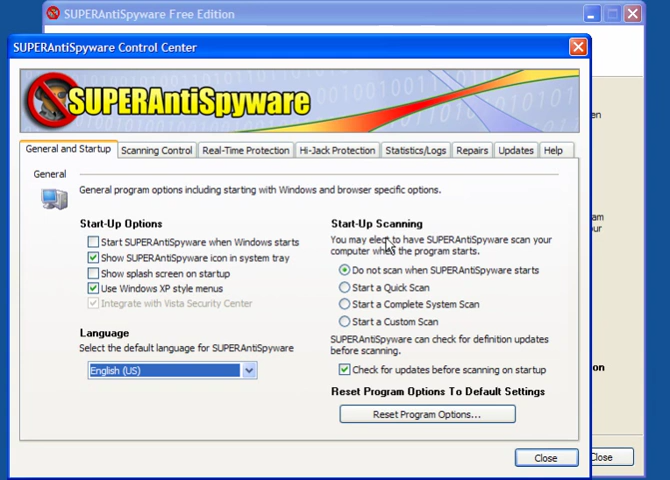 SUPERAntiSpyware Free Edition
SUPERAntiSpyware Control Center
SUPERAntiSpyware
General and Startup Scanning Control Real-Time Protection Hi-Jack Protection Statistics/Logs Repairs Updates Help
General
General program options including starting with Windows and browser specific options.
Start-Up Options
Start SUPERAntiSpyware when Windows starts
Show SUPERAntiSpyware icon in system tray
Show splash screen on startup
Use Windows XP style menus
Integrate with Vista Security Center
Language
Select the default language for SUPERAntiSpyware
English (US)
Start-Up Scanning
You may elect to have SUPERAntiSpyware scan your
computer when the program starts.
Do not scan when SUPERAntiSpyware starts
Start a Quick Scan
Start a Complete System Scan
Start a Custom Scan
SUPERAntiSpyware can check for definition updates
before scanning.
Check for updates before scanning on startup
Reset Program Options To Default Settings
Reset Program Options...
Close
Close